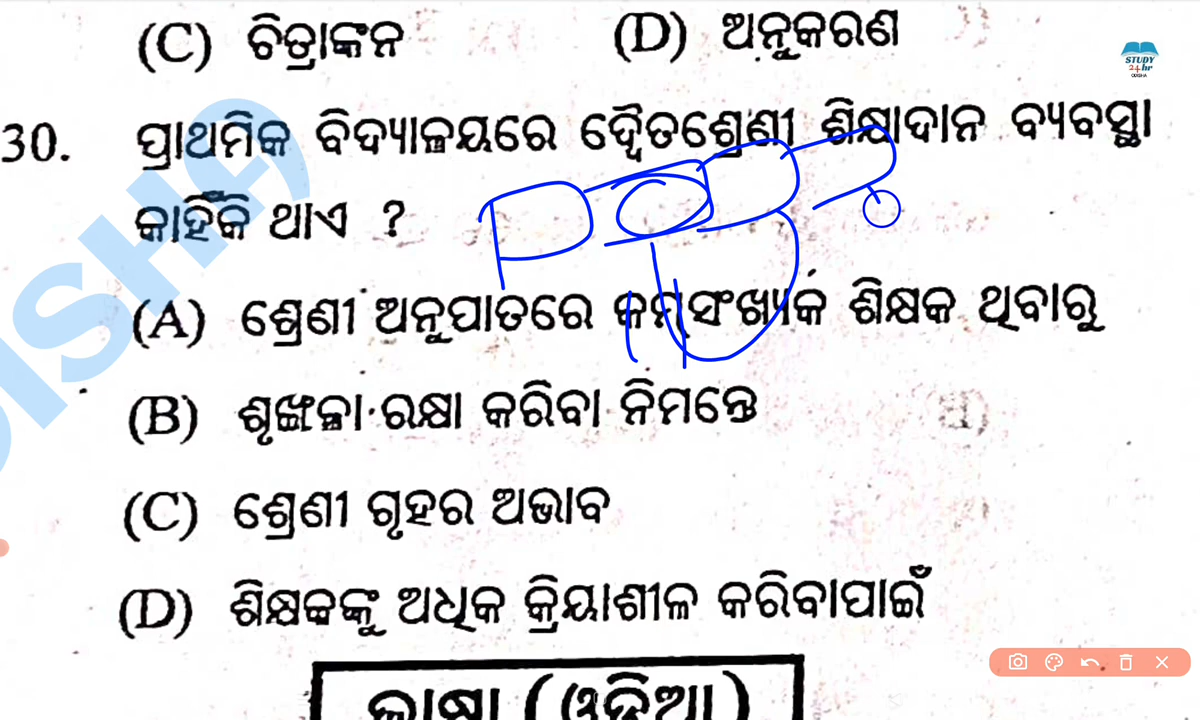 (C) ଚିତ୍ରାଙ୍କନ (D) ଅନୁକରଣ
STUDY
24 hr
ODISHA
30. ପ୍ରାଥମିକ ବିଦ୍ୟାଳୟରେ ଦ୍ୱୈତଶ୍ରେଣୀ ଶିକ୍ଷାଦାନ ବ୍ୟବସ୍ଥା
କାହିଁକି ଥାଏ ?
(A) ଶ୍ରେଣୀ ଅନୁପାତରେ କମ୍‌ସଂଖ୍ୟକ ଶିକ୍ଷକ ଥିବାରୁ
(B) ଶୃଙ୍ଖଳା ରକ୍ଷା କରିବା ନିମନ୍ତେ
(C) ଶ୍ରେଣୀ ଗୃହର ଅଭାବ
(D) ଶିକ୍ଷକଙ୍କୁ ଅଧିକ କ୍ରିୟାଶୀଳ କରିବାପାଇଁ
ଭାଷା (ଓଡ଼ିଆ)